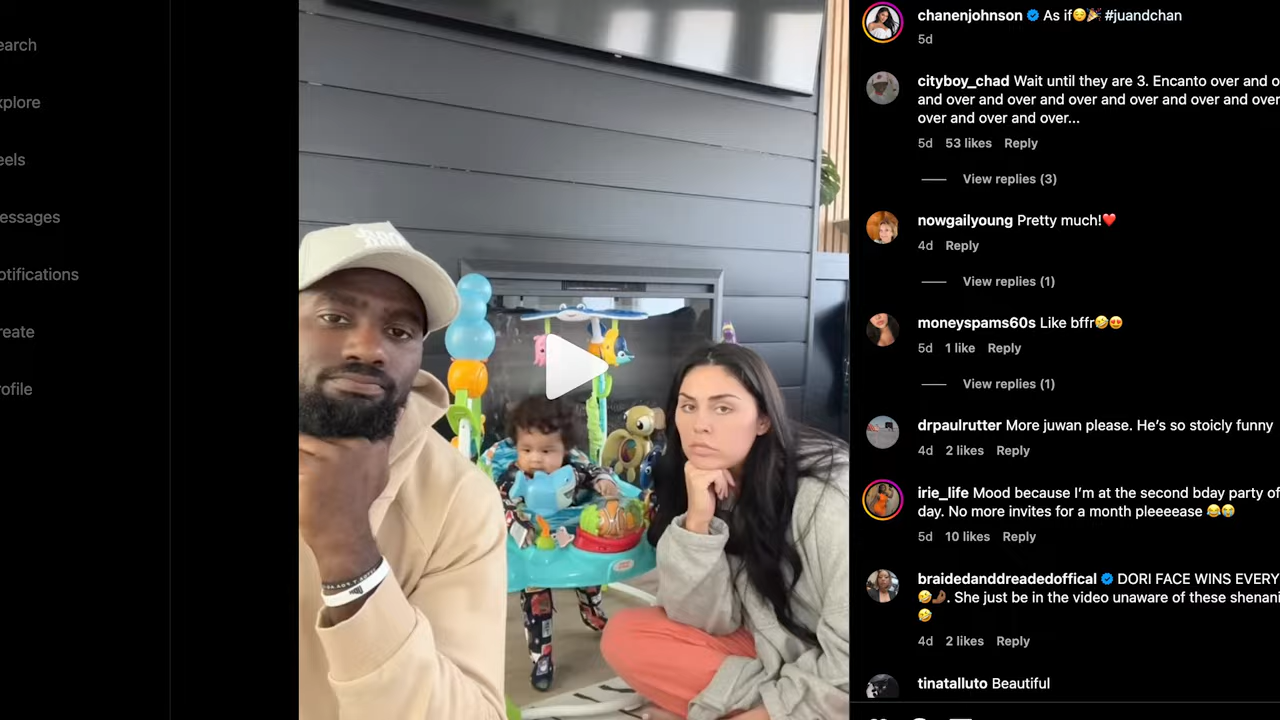 earch
xplore
eels
essages
otifications
reate
rofile
chanenjohnson As if😌🎉 #juandchan
5d
cityboy_chad Wait until they are 3. Encanto over and o
and over and over and over and over and over and over
over and over and over...
5d 53 likes Reply
View replies (3)
nowgailyoung Pretty much!❤️
4d Reply
View replies (1)
moneyspams60s Like bffr🤣😍
5d 1 like Reply
View replies (1)
drpaulrutter More juwan please. He’s so stoicly funny
4d 2 likes Reply
irie_life Mood because I’m at the second bday party of
day. No more invites for a month pleeeease 😂😭
5d 10 likes Reply
braidedanddreadedoffical DORI FACE WINS EVERY
🤣🤌🏾. She just be in the video unaware of these shenani
🤣
4d 2 likes Reply
tinatalluto Beautiful